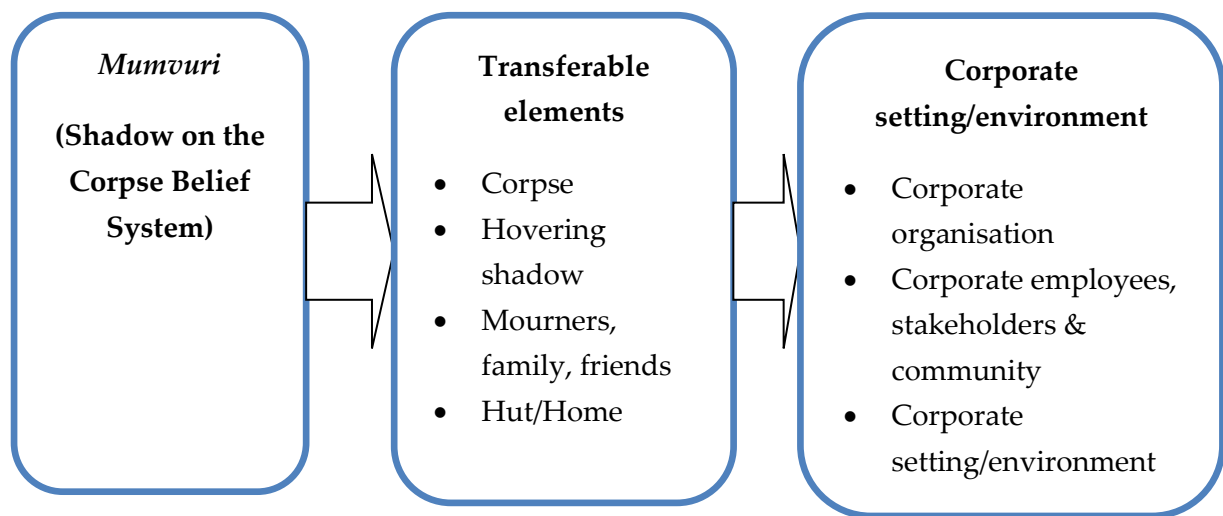 Mumvuri
(Shadow on the
Corpse Belief
System)
Transferable
elements
• Corpse
• Hovering
shadow
• Mourners,
family, friends
• Hut/Home
Corporate
setting/environment
• Corporate
organisation
• Corporate employees,
stakeholders &
community
• Corporate
setting/environment